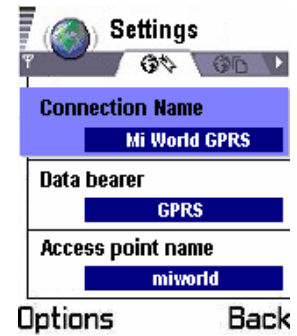 Settings
Connection Name
Mi World GPRS
Data bearer
GPRS
Access point name
miworld
Options Back